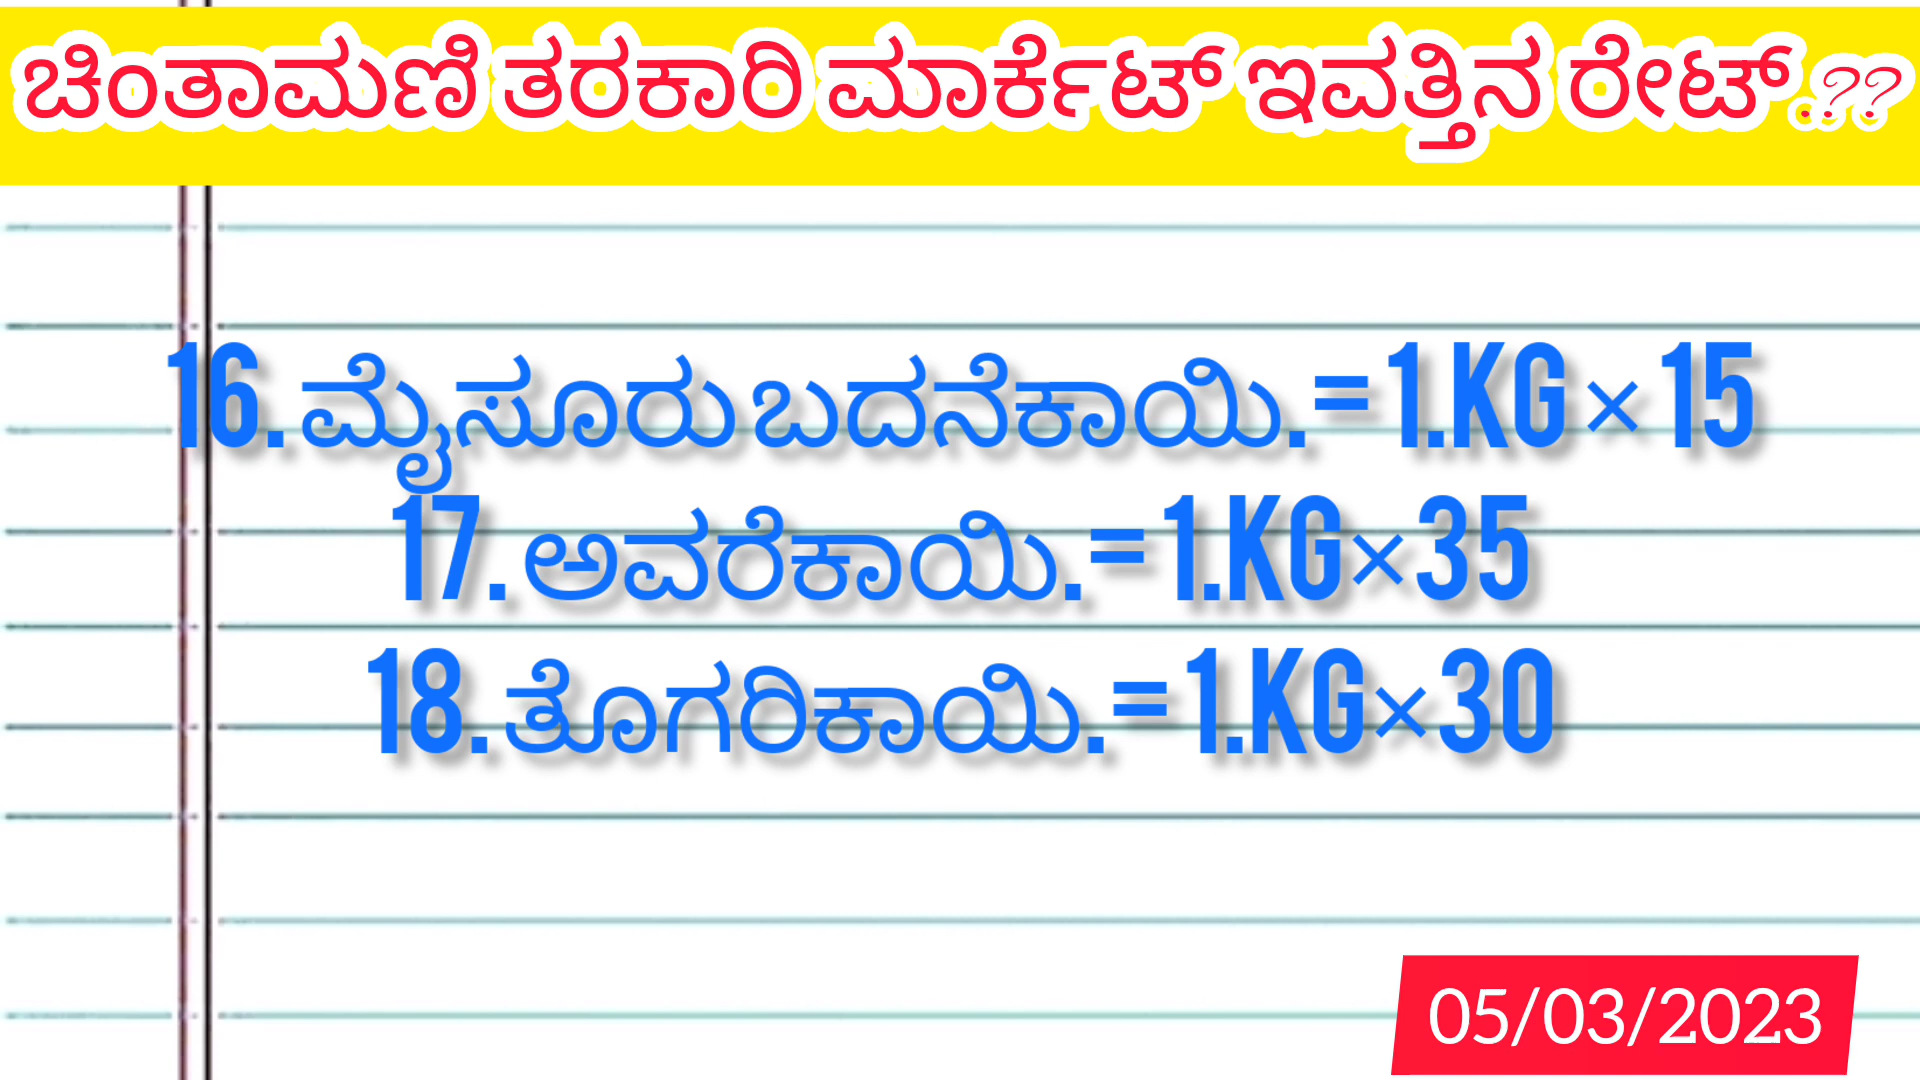 ಚಿಂತಾಮಣಿ ತರಕಾರಿ ಮಾರ್ಕೆಟ್ ಇವತ್ತಿನ ರೇಟ್.??
16. ಮೈಸೂರು ಬದನೆಕಾಯಿ.= 1.KG × 15
17. ಅವರೆಕಾಯಿ.= 1.KG×35
18. ತೊಗರಿಕಾಯಿ. = 1.KG×30
05/03/2023